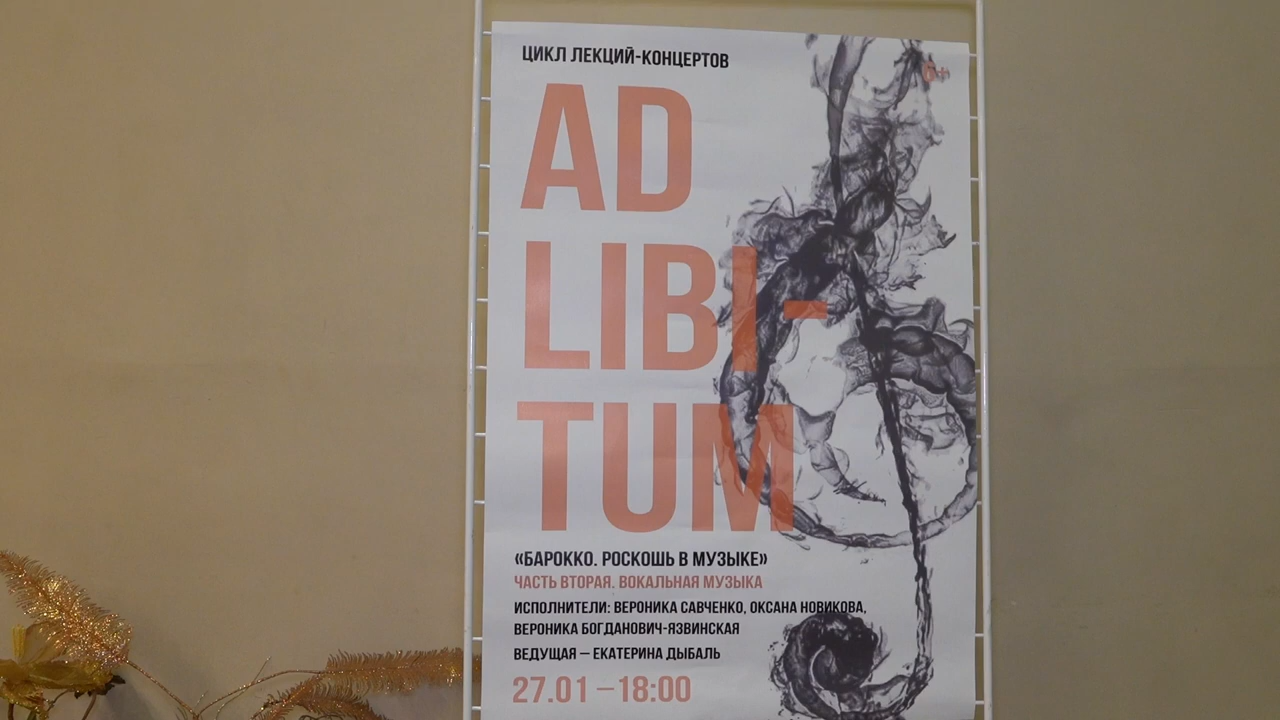 ЦИКЛ ЛЕКЦИЙ-КОНЦЕРТОВ
6+
AD
LIBI-
TUM
«БАРОККО. РОСКОШЬ В МУЗЫКЕ»
ЧАСТЬ ВТОРАЯ. ВОКАЛЬНАЯ МУЗЫКА
ИСПОЛНИТЕЛИ: ВЕРОНИКА САВЧЕНКО, ОКСАНА НОВИКОВА,
ВЕРОНИКА БОГДАНОВИЧ-ЯЗВИНСКАЯ
ВЕДУЩАЯ – ЕКАТЕРИНА ДЫБАЛЬ
27.01 – 18:00